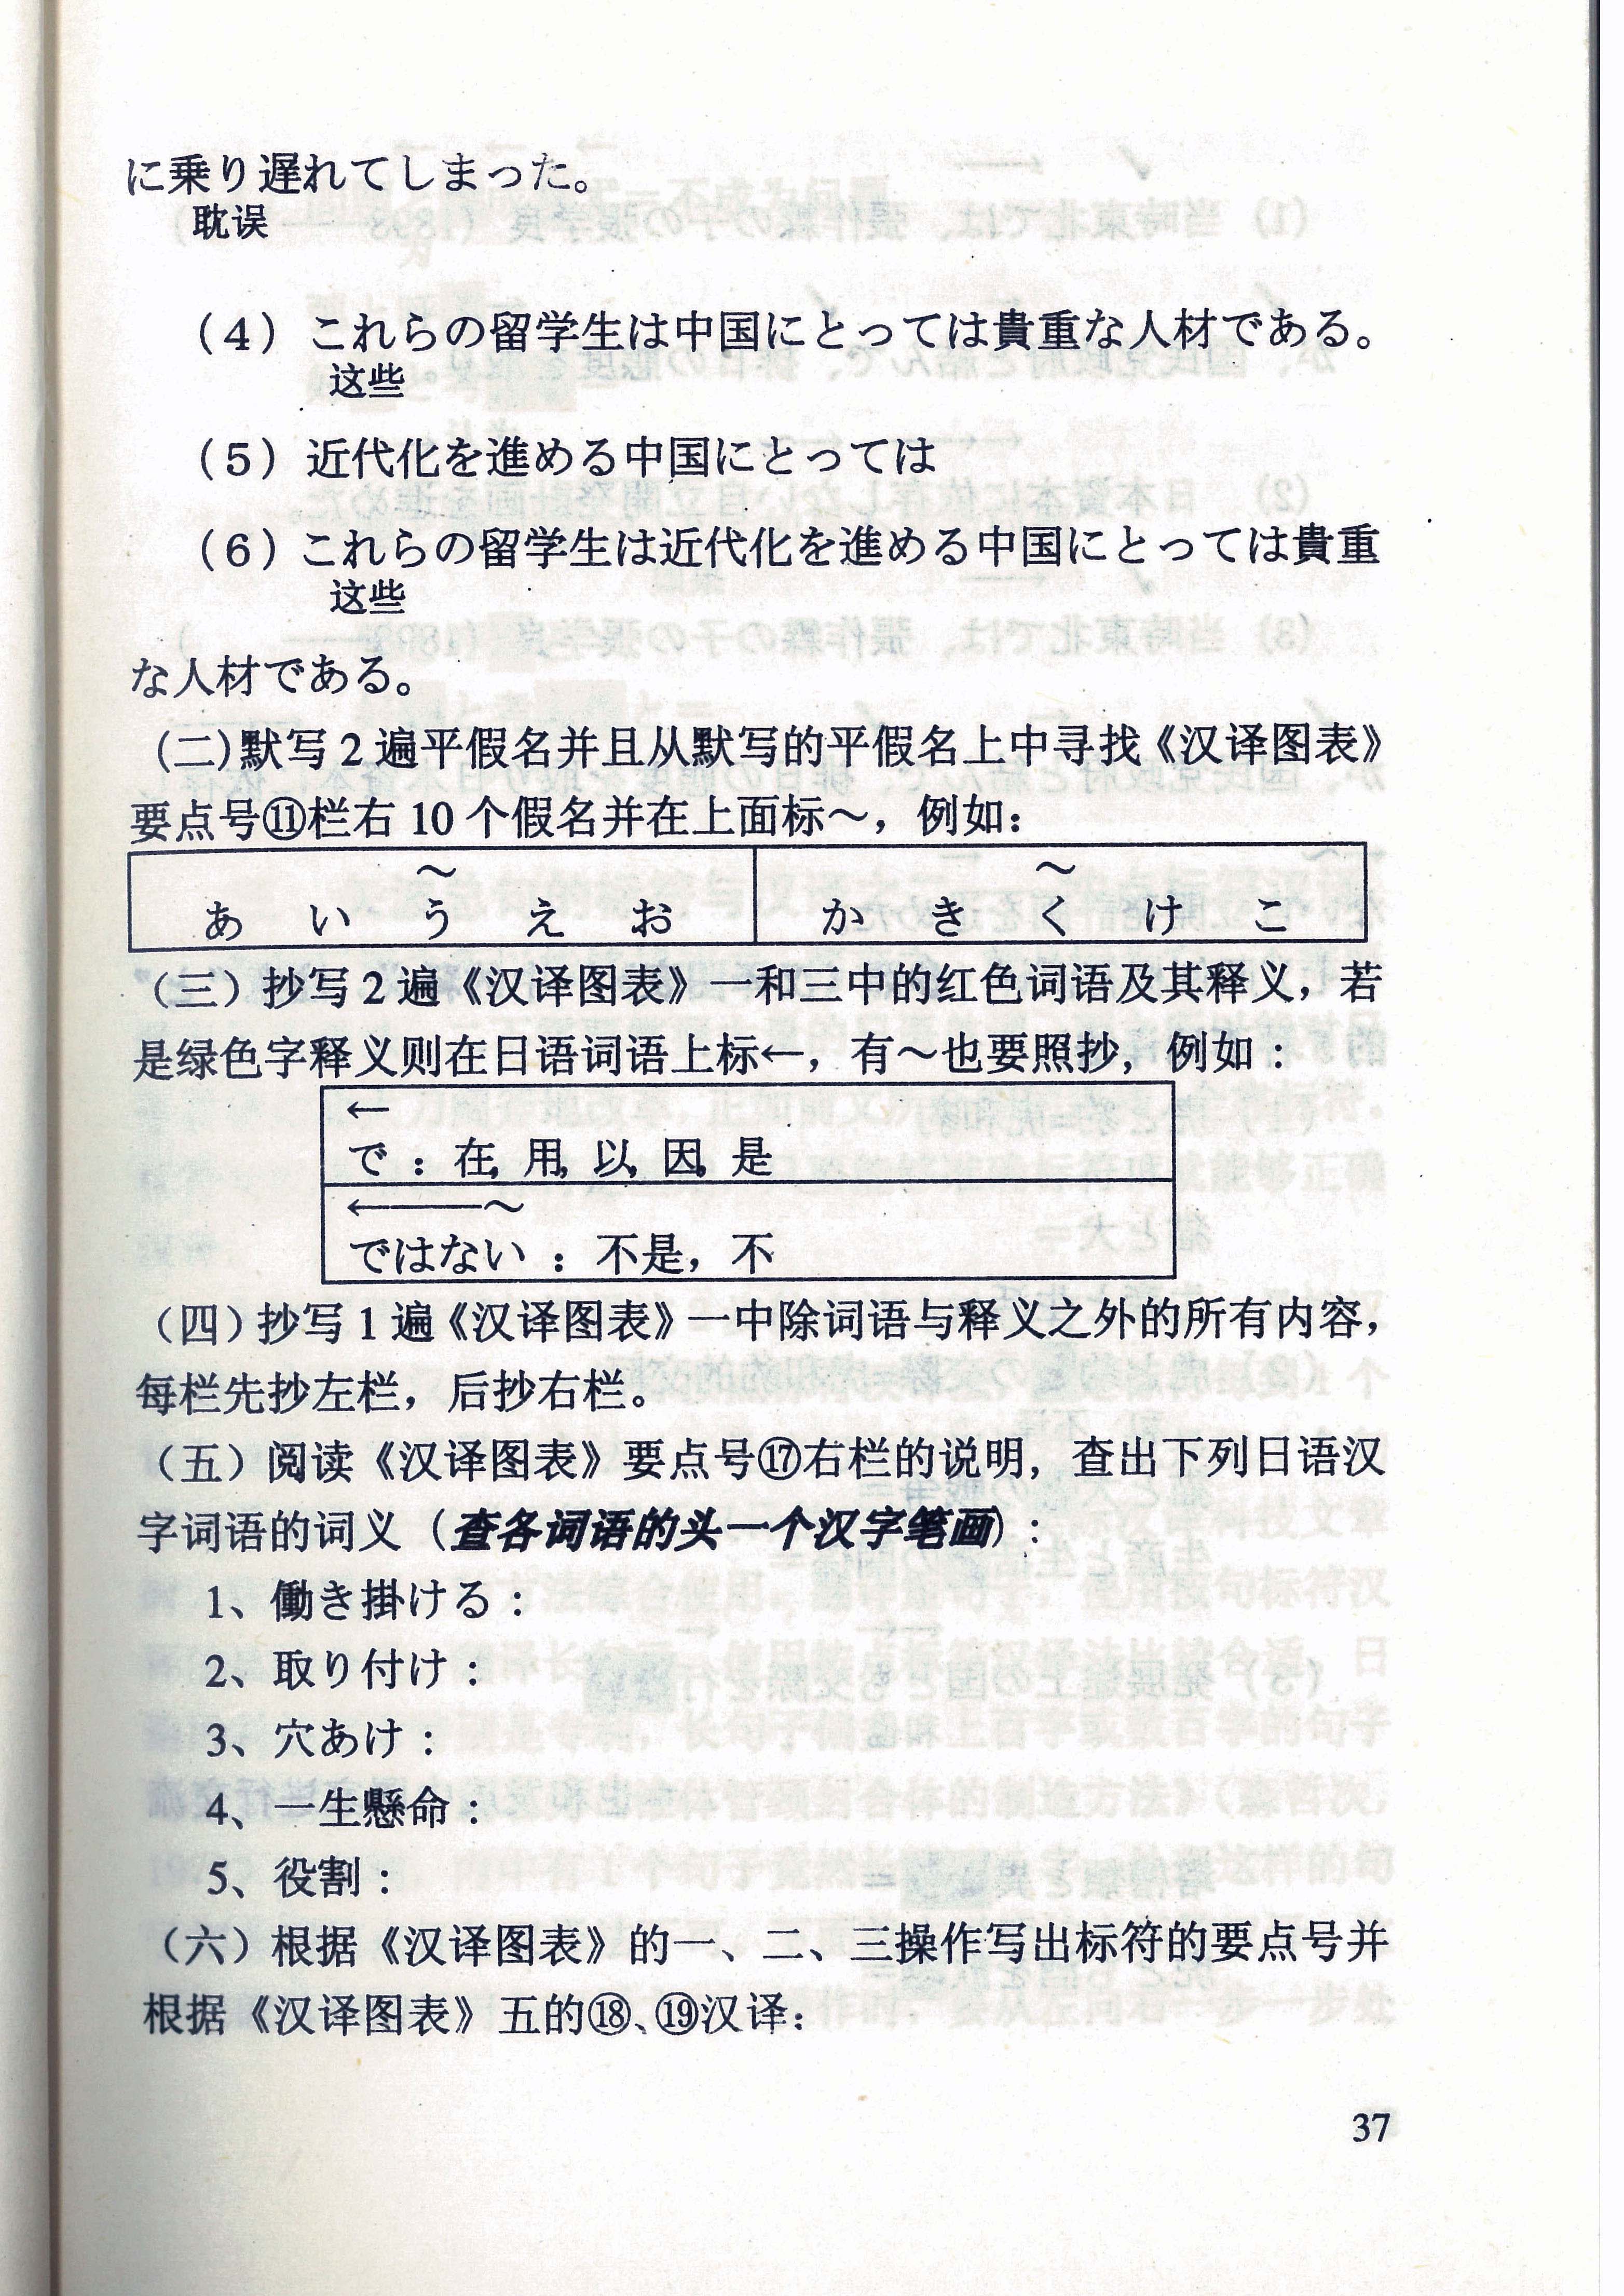 に乗り遅れてしまった。
耽误
（4）これらの留学生は中国にとっては貴重な人材である。
这些
（5）近代化を進める中国にとっては
（6）これらの留学生は近代化を進める中国にとっては貴重
这些
な人材である。
（二）默写 2 遍平假名并且从默写的平假名上中寻找《汉译图表》
要点号⑪栏右 10 个假名并在上面标～，例如：
～ ～
あ い う え お か き く け こ
（三）抄写 2 遍《汉译图表》一和三中的红色词语及其释义，若
是绿色字释义则在日语词语上标←，有～也要照抄，例如：
←
で：在，用，以，因，是
←——～
ではない：不是，不
（四）抄写 1 遍《汉译图表》一中除词语与释义之外的所有内容，
每栏先抄左栏，后抄右栏。
（五）阅读《汉译图表》要点号⑰右栏的说明，查出下列日语汉
字词语的词义（查各词语的头一个汉字笔画）：
1、働き掛ける：
2、取り付け：
3、穴あけ：
4、一生懸命：
5、役割：
（六）根据《汉译图表》的一、二、三操作写出标符的要点号并
根据《汉译图表》五的⑱、⑲汉译：
37